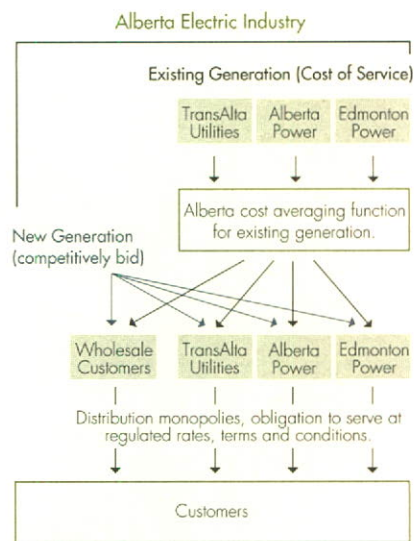 Alberta Electric Industry
Existing Generation (Cost of Service)
TransAlta Utilities
Alberta Power
Edmonton Power
Alberta cost averaging function
for existing generation.
New Generation
(competitively bid)
Wholesale Customers
TransAlta Utilities
Alberta Power
Edmonton Power
Distribution monopolies, obligation to serve at
regulated rates, terms and conditions.
Customers